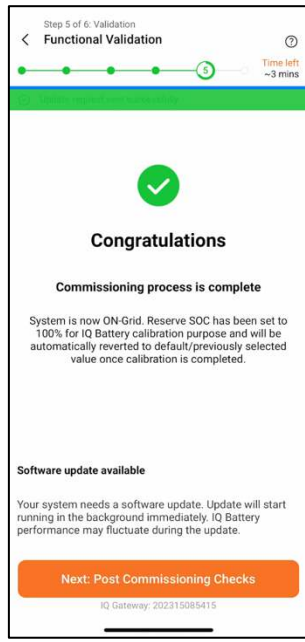 Step 5 of 6: Validation
Functional Validation
5
Time left
~3 mins
Congratulations
Commissioning process is complete
System is now ON-Grid. Reserve SOC has been set to
100% for IQ Battery calibration purpose and will be
automatically reverted to default/previously selected
value once calibration is completed.
Software update available
Your system needs a software update. Update will start
running in the background immediately. IQ Battery
performance may fluctuate during the update.
Next: Post Commissioning Checks
IQ Gateway: 202315085415